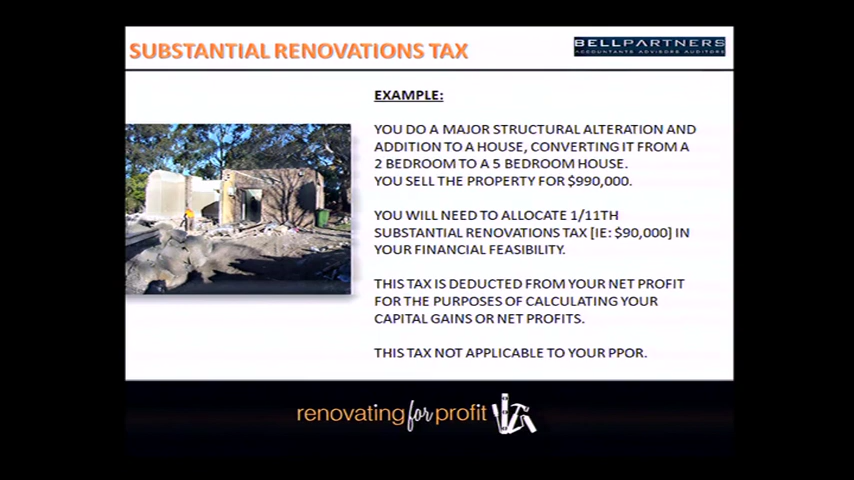 SUBSTANTIAL RENOVATIONS TAX
BELLPARTNERS
ACCOUNTANTS ADVISORS AUDITORS
EXAMPLE:
YOU DO A MAJOR STRUCTURAL ALTERATION AND
ADDITION TO A HOUSE, CONVERTING IT FROM A
2 BEDROOM TO A 5 BEDROOM HOUSE.
YOU SELL THE PROPERTY FOR $990,000.
YOU WILL NEED TO ALLOCATE 1/11TH
SUBSTANTIAL RENOVATIONS TAX [IE: $90,000] IN
YOUR FINANCIAL FEASIBILITY.
THIS TAX IS DEDUCTED FROM YOUR NET PROFIT
FOR THE PURPOSES OF CALCULATING YOUR
CAPITAL GAINS OR NET PROFITS.
THIS TAX NOT APPLICABLE TO YOUR PPOR.
renovating for profit